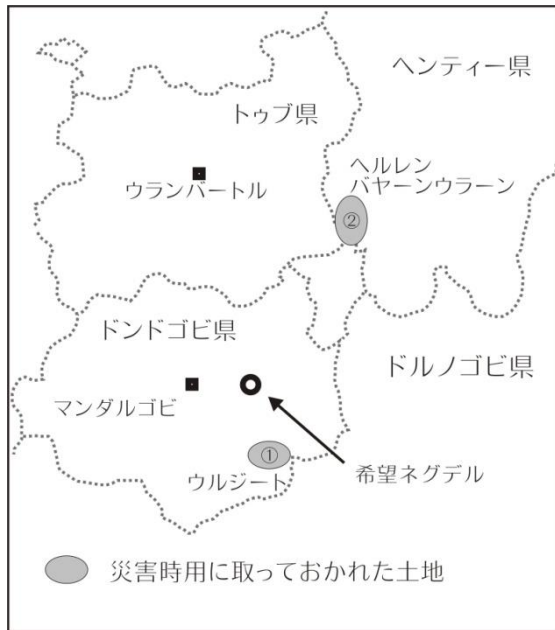 ヘンティー県
トゥブ県
ヘルレン
バヤーンウラーン
ウランバートル
②
ドンドゴビ県
ドルノゴビ県
マンダルゴビ
①
ウルジート
希望ネグデル
災害時用に取っておかれた土地